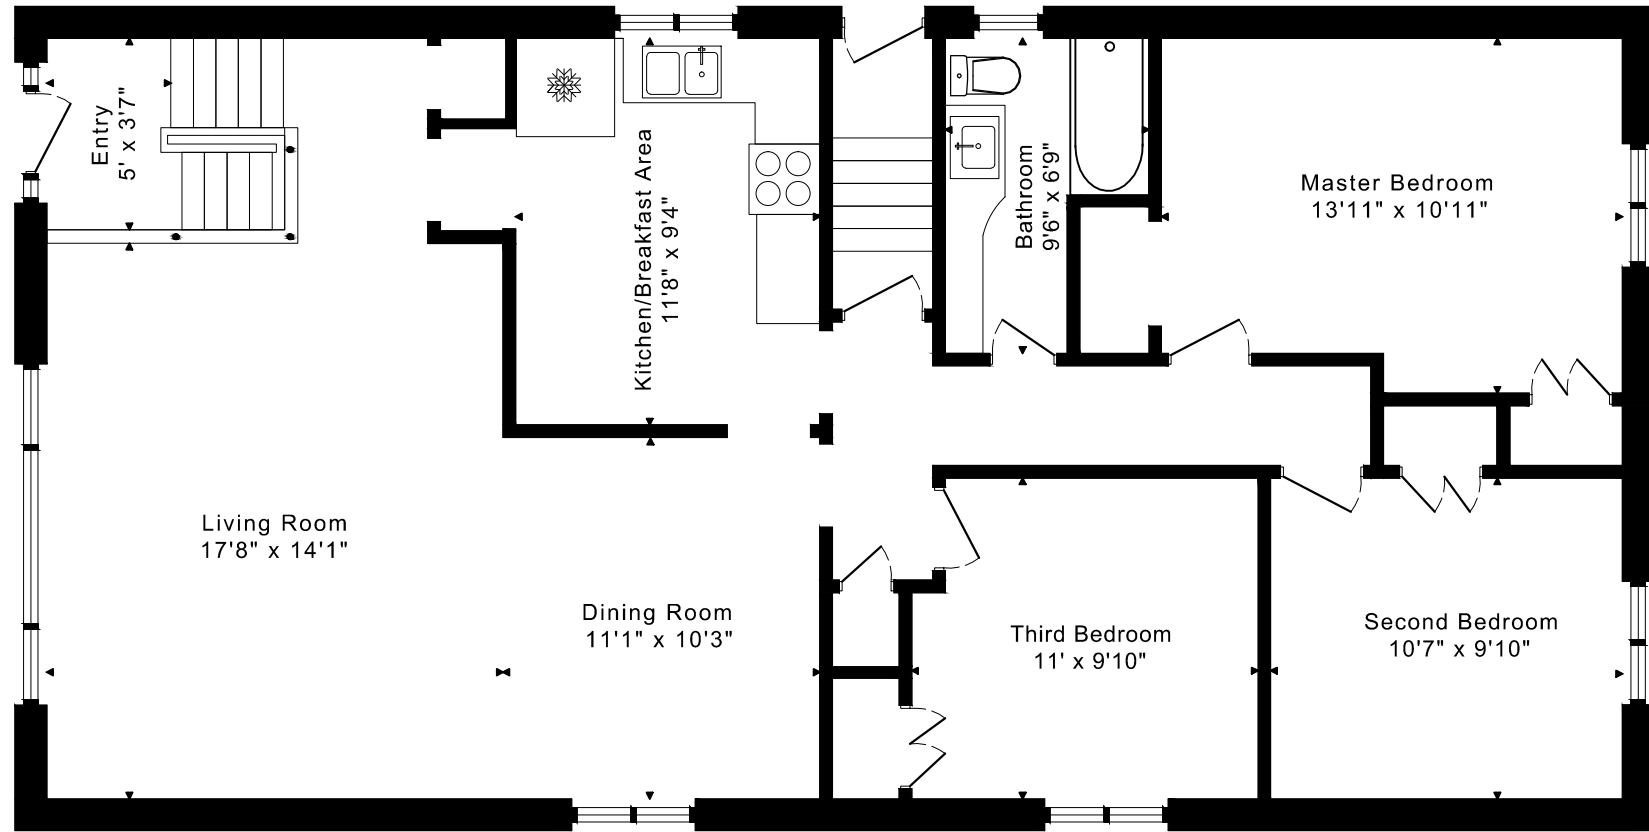 Entry
5' x 3'7"
Kitchen/Breakfast Area
11'8" x 9'4"
Bathroom
9'6" x 6'9"
Master Bedroom
13'11" x 10'11"
Living Room
17'8" x 14'1"
Dining Room
11'1" x 10'3"
Third Bedroom
11' x 9'10"
Second Bedroom
10'7" x 9'10"